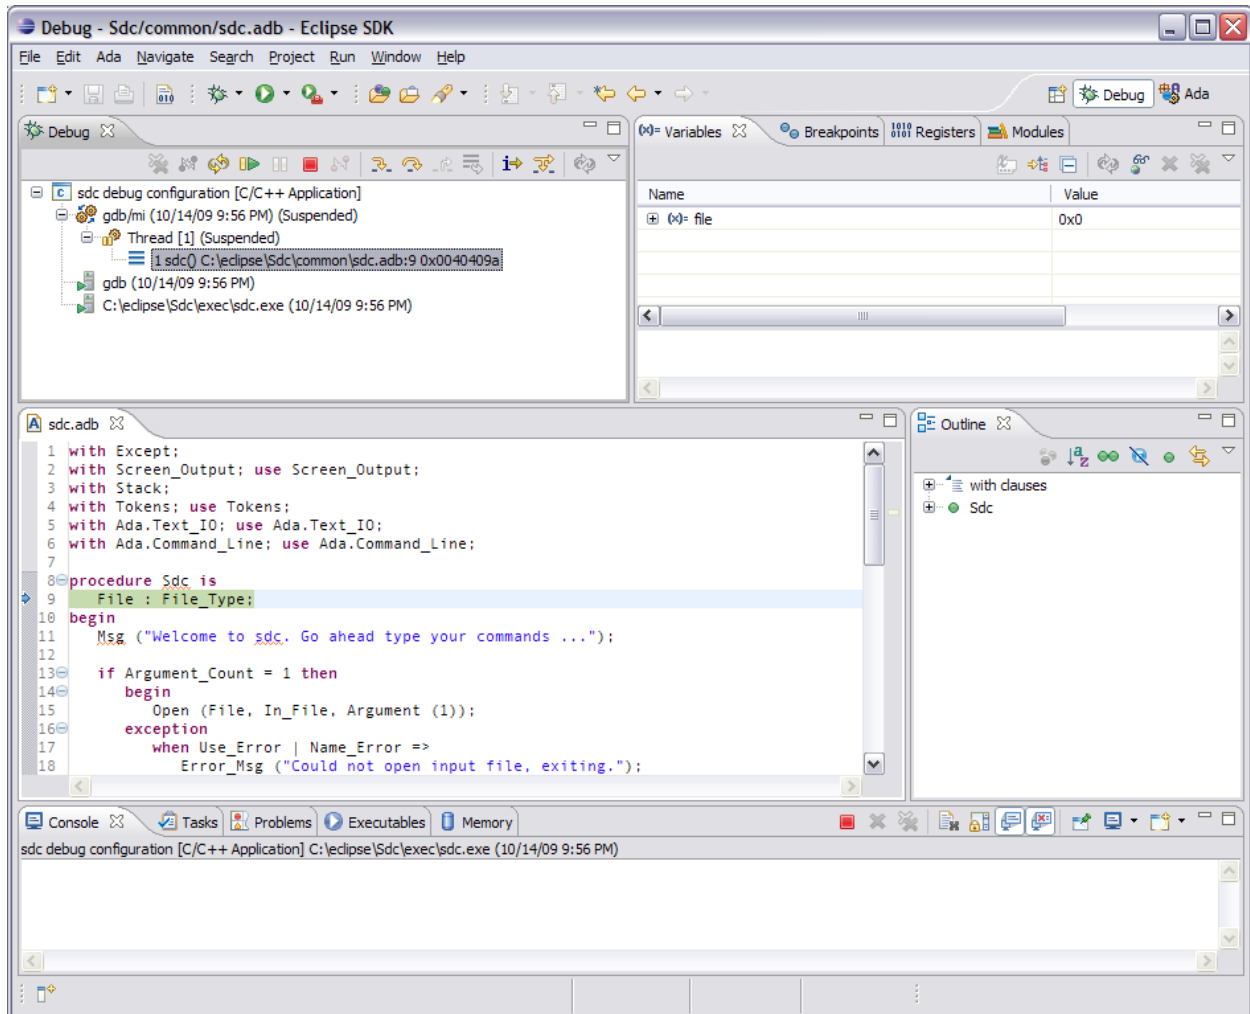 Debug - Sdc/common/sdc.adb - Eclipse SDK
File Edit Ada Navigate Search Project Run Window Help
Debug Ada
Debug
sdc debug configuration [C/C++ Application]
gdb/mi (10/14/09 9:56 PM) (Suspended)
Thread [1] (Suspended)
1 sdc() C:\eclipse\Sdc\common\sdc.adb:9 0x0040409a
gdb (10/14/09 9:56 PM)
C:\eclipse\Sdc\exec\sdc.exe (10/14/09 9:56 PM)
(x)= Variables Breakpoints Registers Modules
Name Value
(x)= file 0x0
sdc.adb
1 with Except;
2 with Screen_Output; use Screen_Output;
3 with Stack;
4 with Tokens; use Tokens;
5 with Ada.Text_IO; use Ada.Text_IO;
6 with Ada.Command_Line; use Ada.Command_Line;
7
8 procedure Sdc is
9 File : File_Type;
10 begin
11 Msg ("Welcome to sdc. Go ahead type your commands ...");
12
13 if Argument_Count = 1 then
14 begin
15 Open (File, In_File, Argument (1));
16 exception
17 when Use_Error | Name_Error =>
18 Error_Msg ("Could not open input file, exiting.");
Outline
with clauses
Sdc
Console Tasks Problems Executables Memory
sdc debug configuration [C/C++ Application] C:\eclipse\Sdc\exec\sdc.exe (10/14/09 9:56 PM)